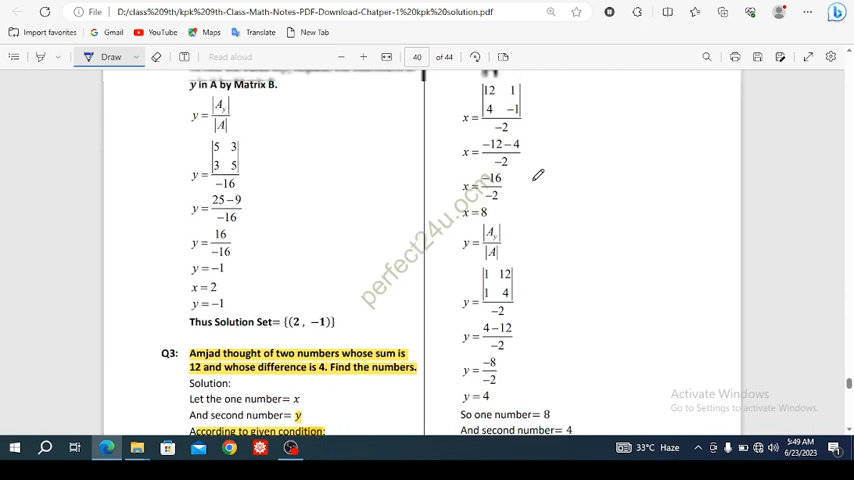 File
D:/class%209th/kpk%209th-Class-Math-Notes-PDF-Download-Chatper-1%20kpk%20solution.pdf
Import favorites
Gmail
YouTube
Maps
Translate
New Tab
Draw
Read aloud
40
of 44
y in A by Matrix B.
y = |A_y| / |A|
y = |5 3; 3 5| / −16
y = 25 − 9 / −16
y = 16 / −16
y = −1
x = 2
y = −1
Thus Solution Set= {(2 , −1)}
Q3: Amjad thought of two numbers whose sum is
12 and whose difference is 4. Find the numbers.
Solution:
Let the one number= x
And second number= y
According to given condition:
x = |12 1; 4 −1| / −2
x = −12 − 4 / −2
x = −16 / −2
x = 8
y = |A_y| / |A|
y = |1 12; 1 4| / −2
y = 4 − 12 / −2
y = −8 / −2
y = 4
So one number= 8
And second number= 4
perfect24u.com
Activate Windows
Go to Settings to activate Windows.
33°C Haze
5:49 AM
6/23/2023